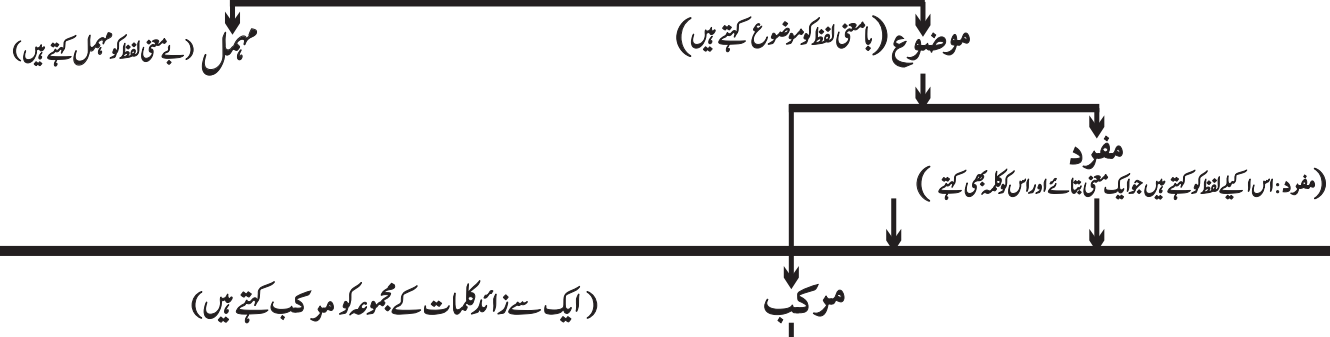 موضوع (با معنی لفظ کو موضوع کہتے ہیں) مہمل (بے معنی لفظ کو مہمل کہتے ہیں)
مفرد
(مفرد: اس اکیلے لفظ کو کہتے ہیں جو ایک معنی بتائے اور اس کو کلمہ بھی کہتے)
مرکب (ایک سے زائد کلمات کے مجموعہ کو مرکب کہتے ہیں)